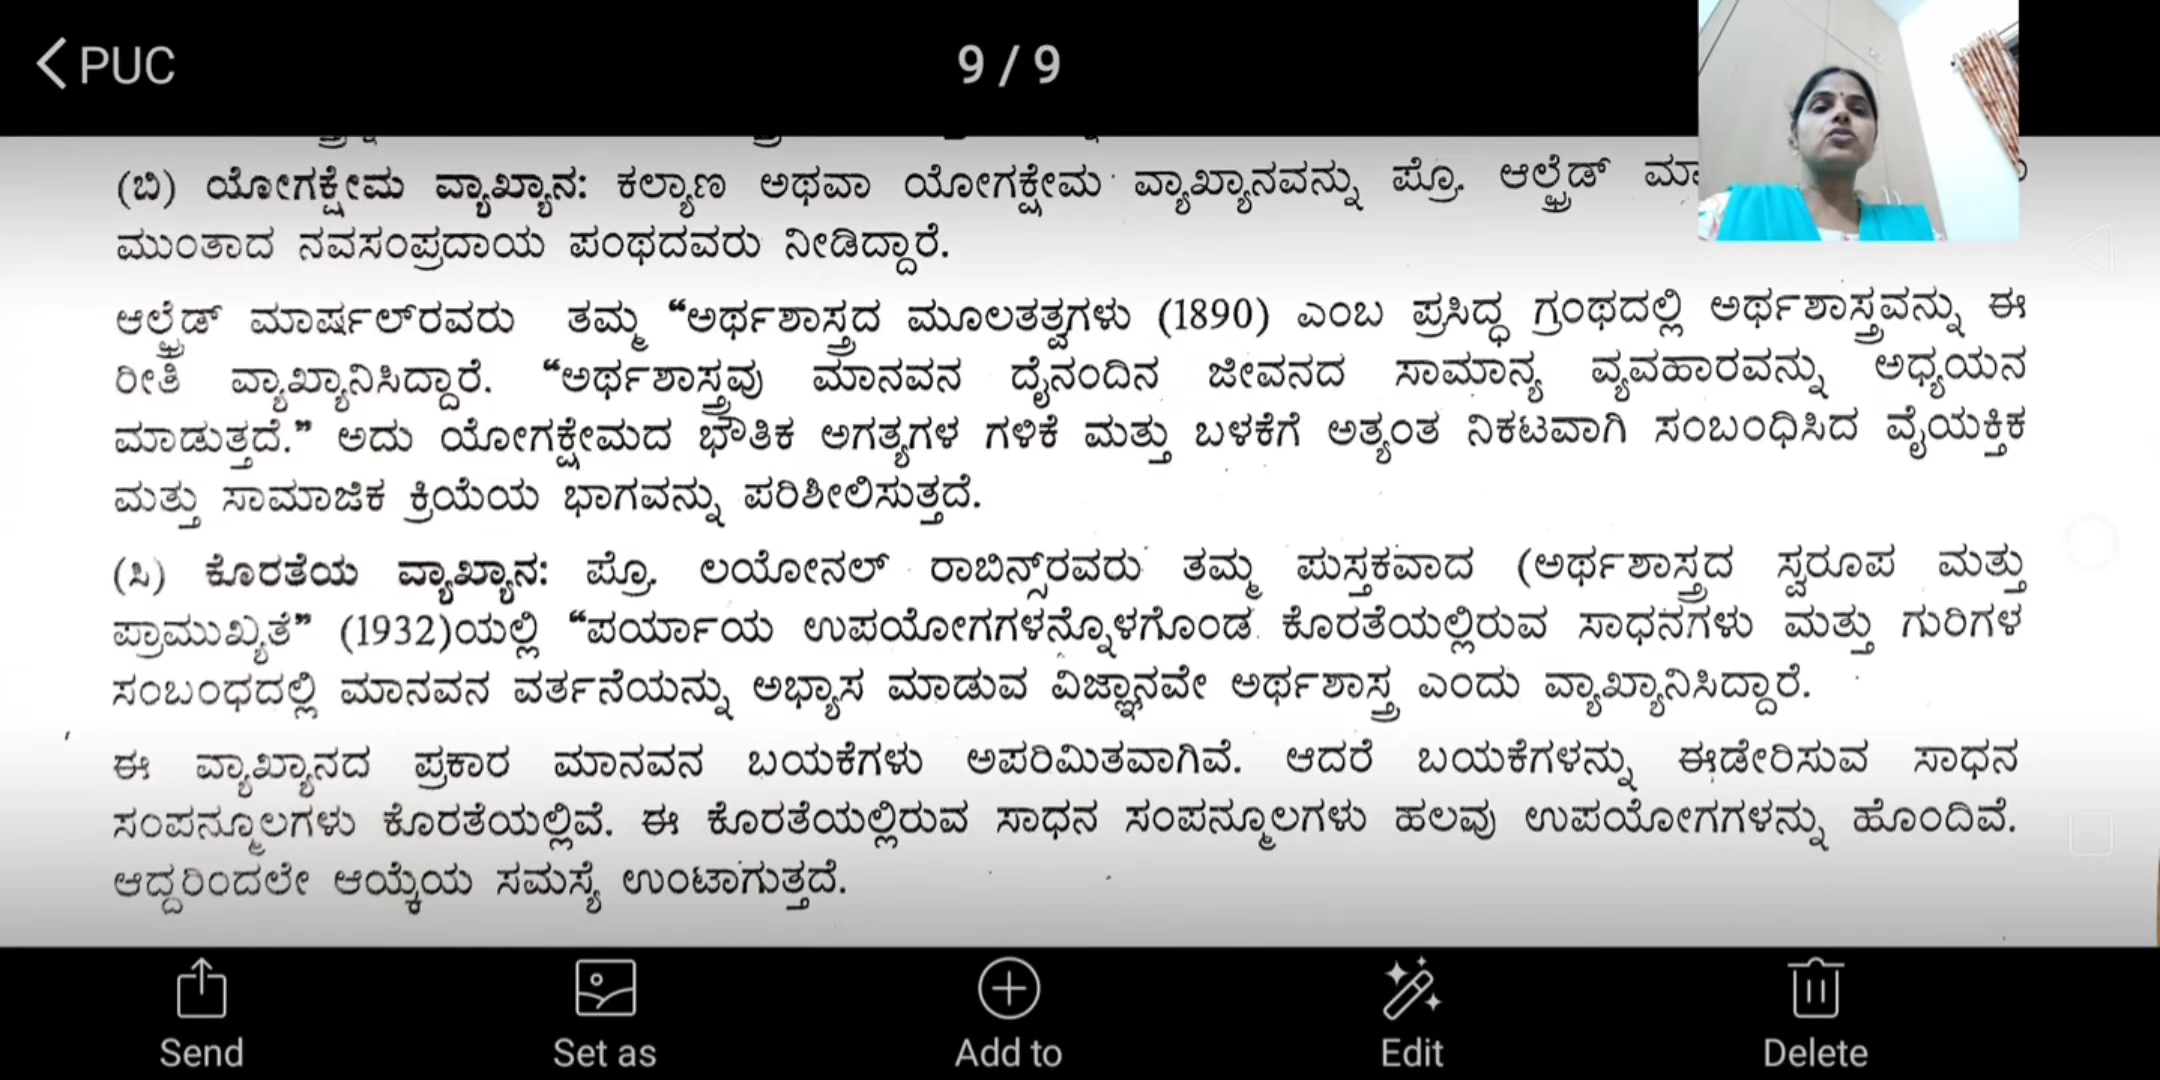 PUC
9 / 9
(ಬಿ) ಯೋಗಕ್ಷೇಮ ವ್ಯಾಖ್ಯಾನ: ಕಲ್ಯಾಣ ಅಥವಾ ಯೋಗಕ್ಷೇಮ ವ್ಯಾಖ್ಯಾನವನ್ನು ಪ್ರೊ. ಆಲ್ಫ್ರೆಡ್
ಮುಂತಾದ ನವಸಂಪ್ರದಾಯ ಪಂಥದವರು ನೀಡಿದ್ದಾರೆ.
ಆಲ್ಫ್ರೆಡ್ ಮಾರ್ಷಲ್‌ರವರು ತಮ್ಮ “ಅರ್ಥಶಾಸ್ತ್ರದ ಮೂಲತತ್ವಗಳು (1890) ಎಂಬ ಪ್ರಸಿದ್ಧ ಗ್ರಂಥದಲ್ಲಿ ಅರ್ಥಶಾಸ್ತ್ರವನ್ನು ಈ
ರೀತಿ ವ್ಯಾಖ್ಯಾನಿಸಿದ್ದಾರೆ. “ಅರ್ಥಶಾಸ್ತ್ರವು ಮಾನವನ ದೈನಂದಿನ ಜೀವನದ ಸಾಮಾನ್ಯ ವ್ಯವಹಾರವನ್ನು ಅಧ್ಯಯನ
ಮಾಡುತ್ತದೆ.” ಅದು ಯೋಗಕ್ಷೇಮದ ಭೌತಿಕ ಅಗತ್ಯಗಳ ಗಳಿಕೆ ಮತ್ತು ಬಳಕೆಗೆ ಅತ್ಯಂತ ನಿಕಟವಾಗಿ ಸಂಬಂಧಿಸಿದ ವೈಯಕ್ತಿಕ
ಮತ್ತು ಸಾಮಾಜಿಕ ಕ್ರಿಯೆಯ ಭಾಗವನ್ನು ಪರಿಶೀಲಿಸುತ್ತದೆ.
(ಸಿ) ಕೊರತೆಯ ವ್ಯಾಖ್ಯಾನ: ಪ್ರೊ. ಲಯೋನಲ್ ರಾಬಿನ್ಸ್‌ರವರು ತಮ್ಮ ಪುಸ್ತಕವಾದ (ಅರ್ಥಶಾಸ್ತ್ರದ ಸ್ವರೂಪ ಮತ್ತು
ಪ್ರಾಮುಖ್ಯತೆ” (1932)ಯಲ್ಲಿ “ಪರ್ಯಾಯ ಉಪಯೋಗಗಳನ್ನೊಳಗೊಂಡ ಕೊರತೆಯಲ್ಲಿರುವ ಸಾಧನಗಳು ಮತ್ತು ಗುರಿಗಳ
ಸಂಬಂಧದಲ್ಲಿ ಮಾನವನ ವರ್ತನೆಯನ್ನು ಅಭ್ಯಾಸ ಮಾಡುವ ವಿಜ್ಞಾನವೇ ಅರ್ಥಶಾಸ್ತ್ರ ಎಂದು ವ್ಯಾಖ್ಯಾನಿಸಿದ್ದಾರೆ.
ಈ ವ್ಯಾಖ್ಯಾನದ ಪ್ರಕಾರ ಮಾನವನ ಬಯಕೆಗಳು ಅಪರಿಮಿತವಾಗಿವೆ. ಆದರೆ ಬಯಕೆಗಳನ್ನು ಈಡೇರಿಸುವ ಸಾಧನ
ಸಂಪನ್ಮೂಲಗಳು ಕೊರತೆಯಲ್ಲಿವೆ. ಈ ಕೊರತೆಯಲ್ಲಿರುವ ಸಾಧನ ಸಂಪನ್ಮೂಲಗಳು ಹಲವು ಉಪಯೋಗಗಳನ್ನು ಹೊಂದಿವೆ.
ಆದ್ದರಿಂದಲೇ ಆಯ್ಕೆಯ ಸಮಸ್ಯೆ ಉಂಟಾಗುತ್ತದೆ.
Send Set as Add to Edit Delete